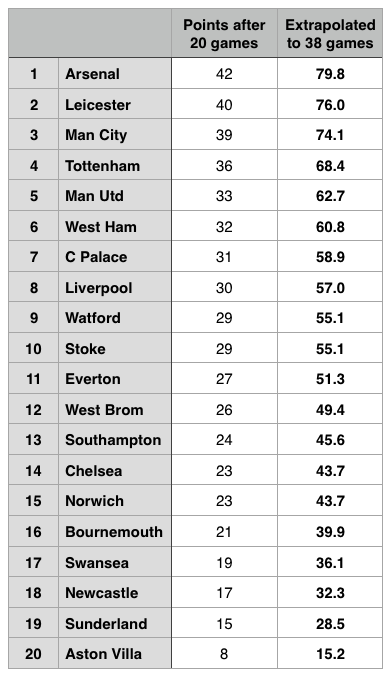 Points after 20 games Extrapolated to 38 games
1 Arsenal 42 79.8
2 Leicester 40 76.0
3 Man City 39 74.1
4 Tottenham 36 68.4
5 Man Utd 33 62.7
6 West Ham 32 60.8
7 C Palace 31 58.9
8 Liverpool 30 57.0
9 Watford 29 55.1
10 Stoke 29 55.1
11 Everton 27 51.3
12 West Brom 26 49.4
13 Southampton 24 45.6
14 Chelsea 23 43.7
15 Norwich 23 43.7
16 Bournemouth 21 39.9
17 Swansea 19 36.1
18 Newcastle 17 32.3
19 Sunderland 15 28.5
20 Aston Villa 8 15.2